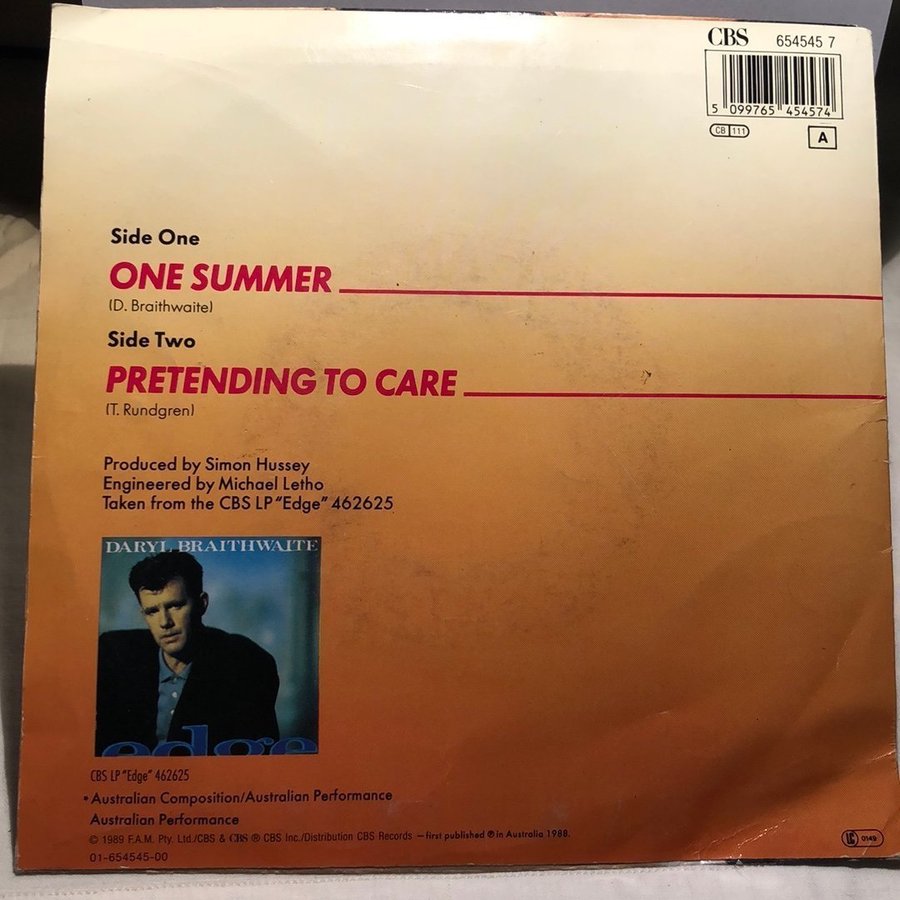 CBS 654545 7
5 099765 454574
CB 111
A
Side One
ONE SUMMER
(D. Braithwaite)
Side Two
PRETENDING TO CARE
(T. Rundgren)
Produced by Simon Hussey
Engineered by Michael Letho
Taken from the CBS LP "Edge" 462625
DARYL BRAITHWAITE
edge
CBS LP "Edge" 462625
•Australian Composition/Australian Performance
Australian Performance
© 1989 F.A.M. Pty. Ltd./CBS & CBS ® CBS Inc./Distribution CBS Records — first published ℗ in Australia 1988.
LC 0149
01-654545-00